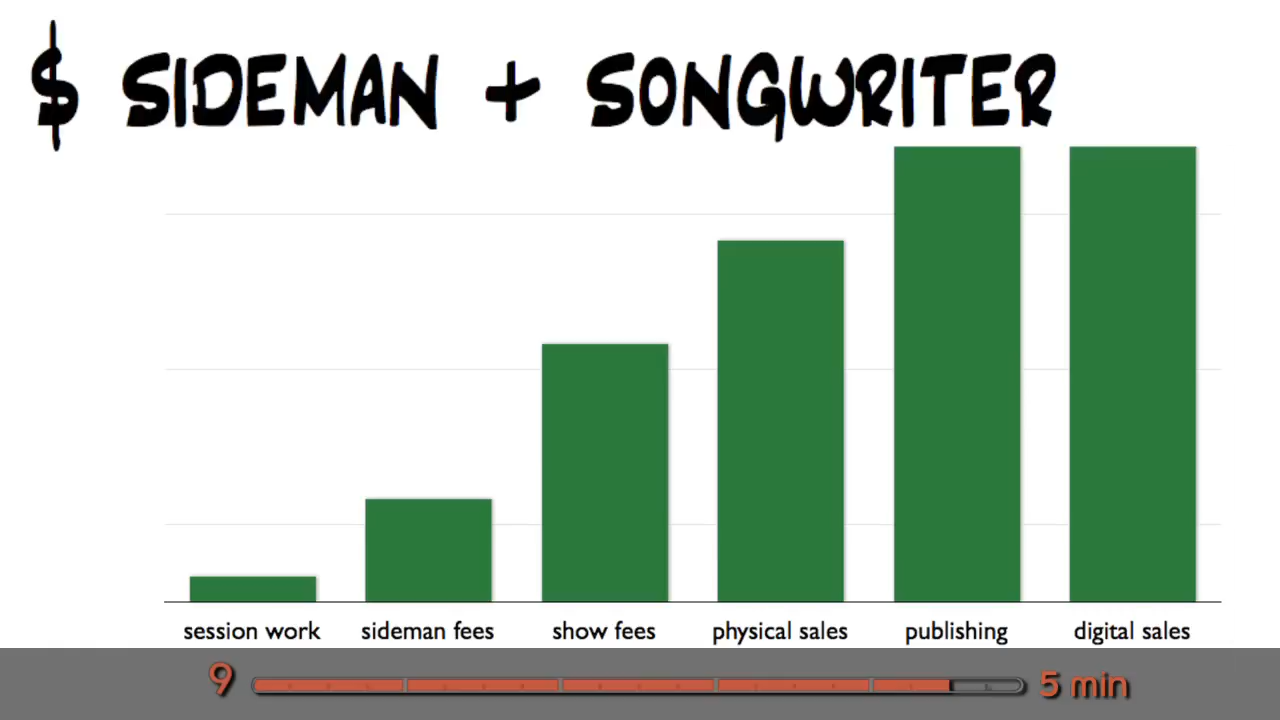 $ SIDEMAN + SONGWRITER
session work sideman fees show fees physical sales publishing digital sales
9 5 min